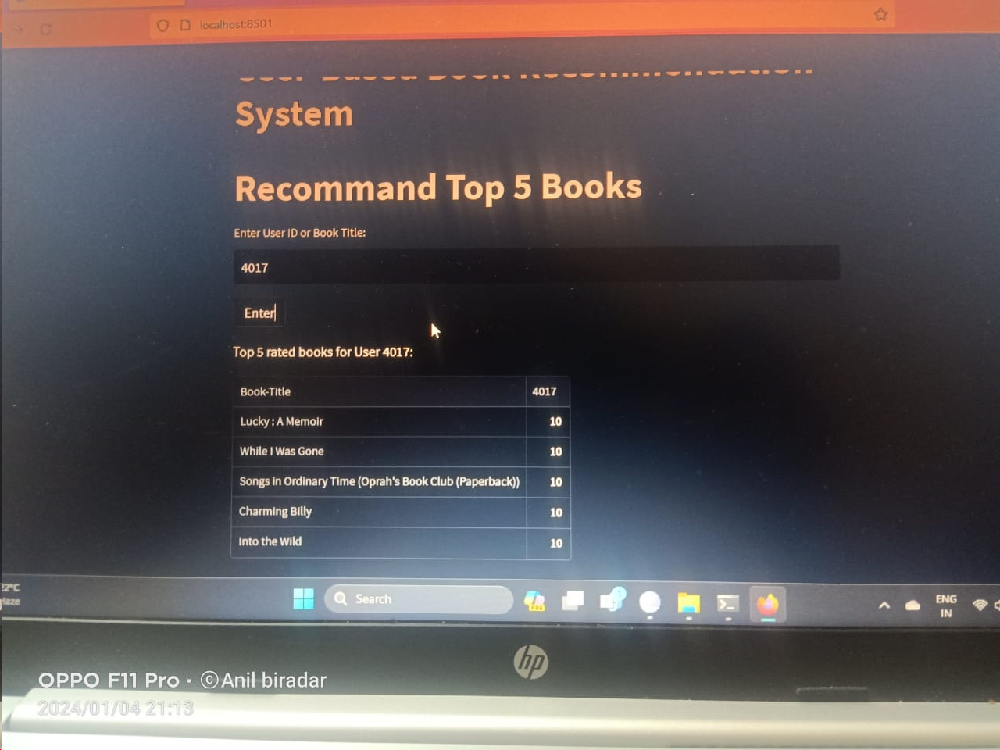 localhost:8501
System
Recommand Top 5 Books
Enter User ID or Book Title:
4017
Enter
Top 5 rated books for User 4017:
Book-Title 4017
Lucky : A Memoir 10
While I Was Gone 10
Songs in Ordinary Time (Oprah's Book Club (Paperback)) 10
Charming Billy 10
Into the Wild 10
Search
ENG
IN
hp
OPPO F11 Pro · ©Anil biradar
2024/01/04 21:13